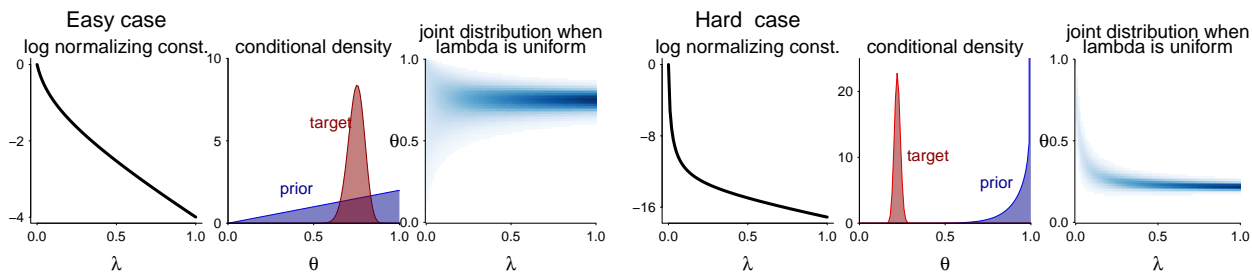 Easy case
log normalizing const.
0
−2
−4
0.0
0.5
1.0
λ
conditional density
10
5
0
target
prior
0.0
0.5
1.0
θ
joint distribution when
lambda is uniform
1.0
θ
0.5
0.0
0.0
0.5
1.0
λ
Hard case
log normalizing const.
0
−8
−16
0.0
0.5
1.0
λ
conditional density
20
10
0
target
prior
0.0
0.5
1.0
θ
joint distribution when
lambda is uniform
1.0
θ
0.5
0.0
0.0
0.5
1.0
λ